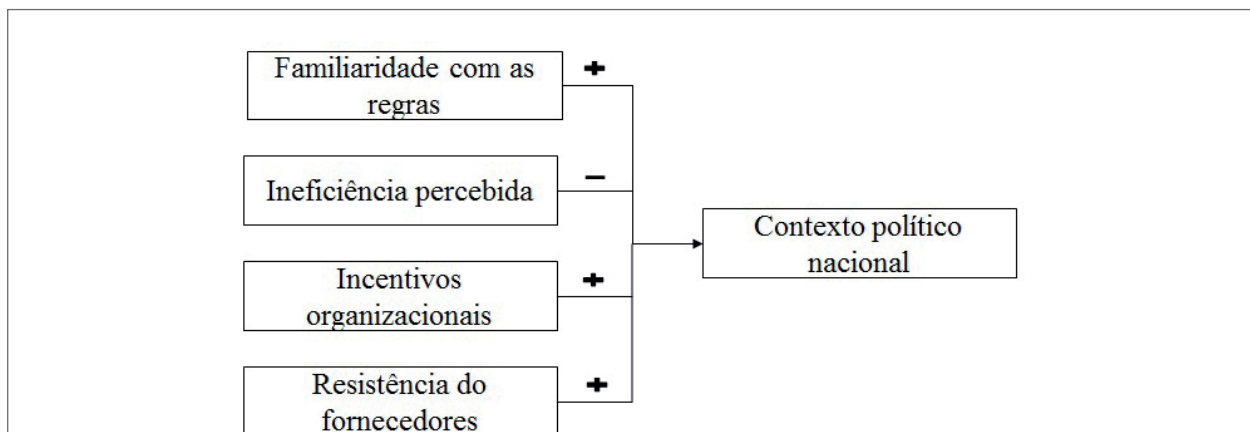 Familiaridade com as
regras
+
Ineficiência percebida
–
Contexto político
nacional
Incentivos
organizacionais
+
Resistência do
fornecedores
+